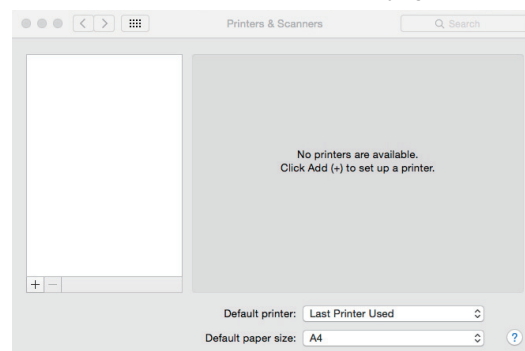 Printers & Scanners
Search
No printers are available.
Click Add (+) to set up a printer.
Default printer: Last Printer Used
Default paper size: A4
?